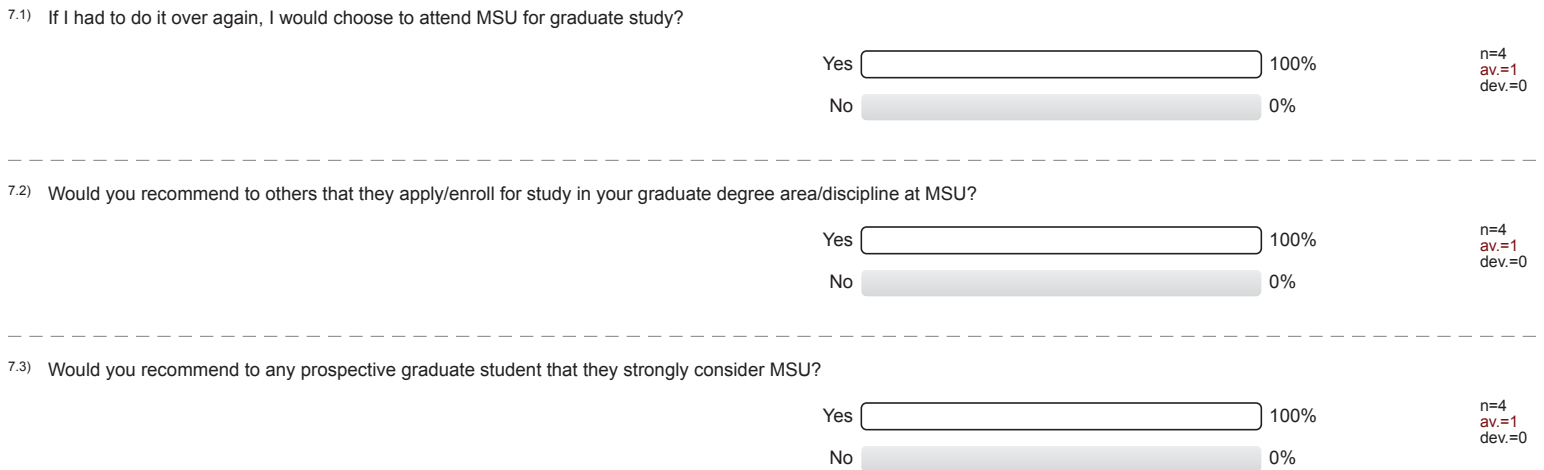 7.1) If I had to do it over again, I would choose to attend MSU for graduate study?
Yes 100%
No 0%
n=4
av.=1
dev.=0
7.2) Would you recommend to others that they apply/enroll for study in your graduate degree area/discipline at MSU?
Yes 100%
No 0%
n=4
av.=1
dev.=0
7.3) Would you recommend to any prospective graduate student that they strongly consider MSU?
Yes 100%
No 0%
n=4
av.=1
dev.=0